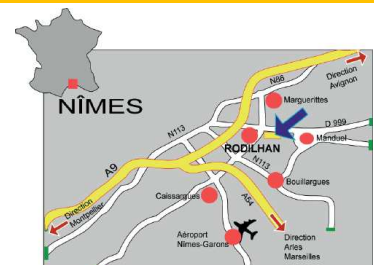 NÎMES
N86
Direction
Avignon
Marguerittes
D 999
N113
RODILHAN
Manduel
A9
N113
Bouillargues
Direction
Montpellier
Caissargues
A54
Aéroport
Nîmes-Garons
Direction
Arles
Marseilles